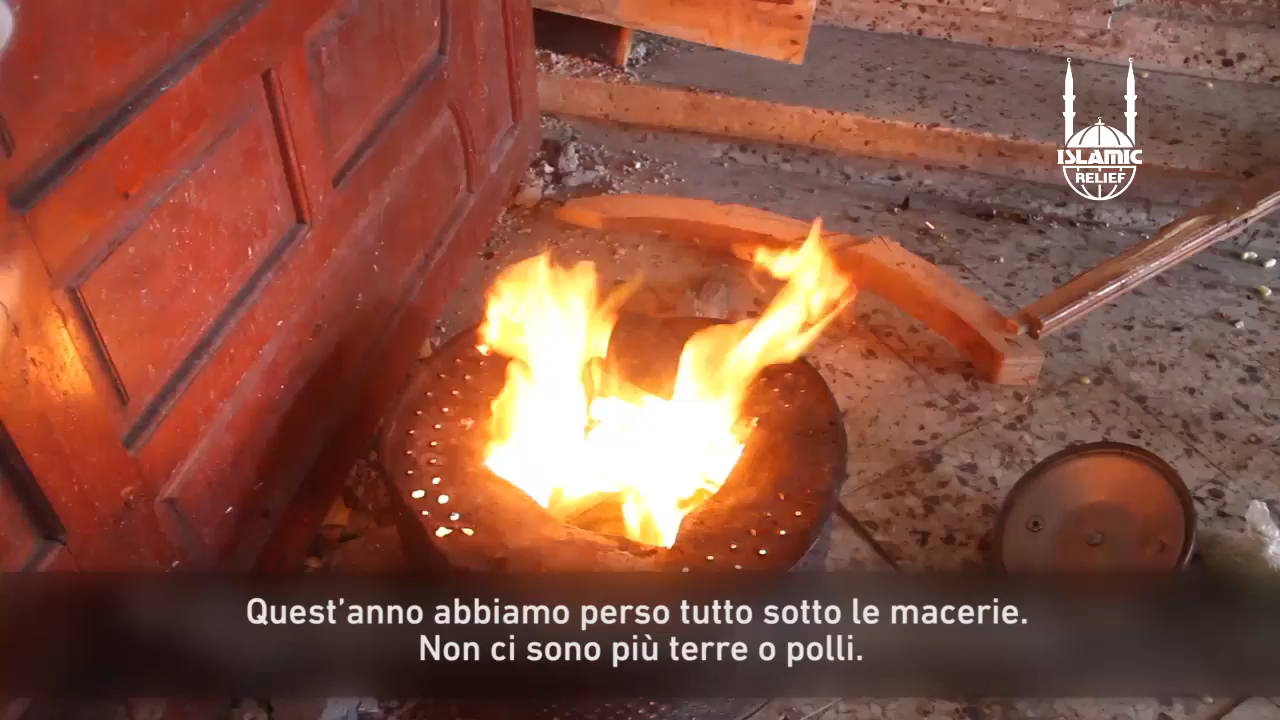 ISLAMIC
RELIEF
Quest'anno abbiamo perso tutto sotto le macerie.
Non ci sono più terre o polli.